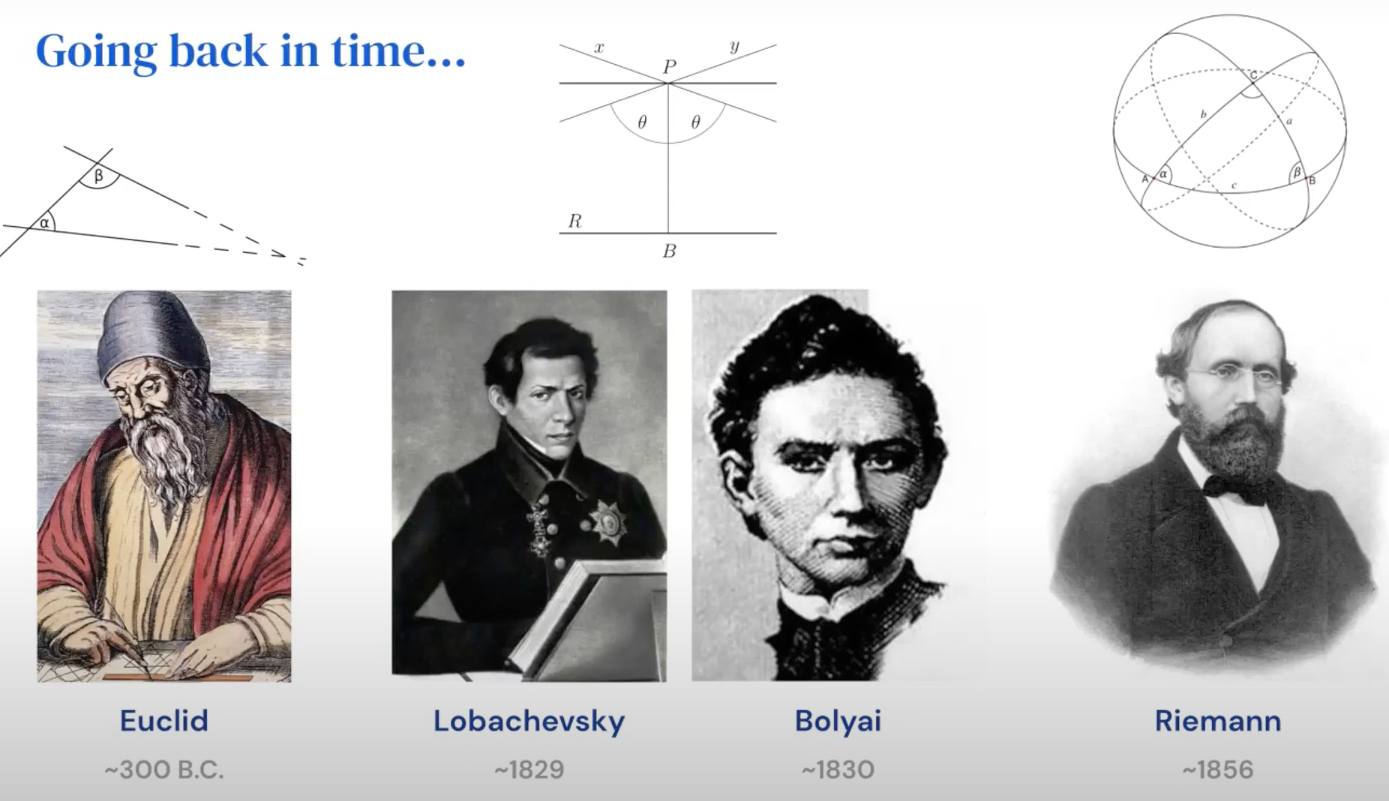 Going back in time...
β
α
x
y
P
θ
θ
R
B
C
b
a
A
α
β
B
c
Euclid
~300 B.C.
Lobachevsky
~1829
Bolyai
~1830
Riemann
~1856